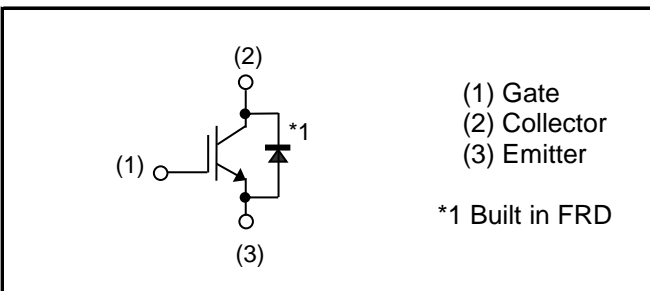 (2)
*1
(1)
(3)
(1) Gate
(2) Collector
(3) Emitter
*1 Built in FRD